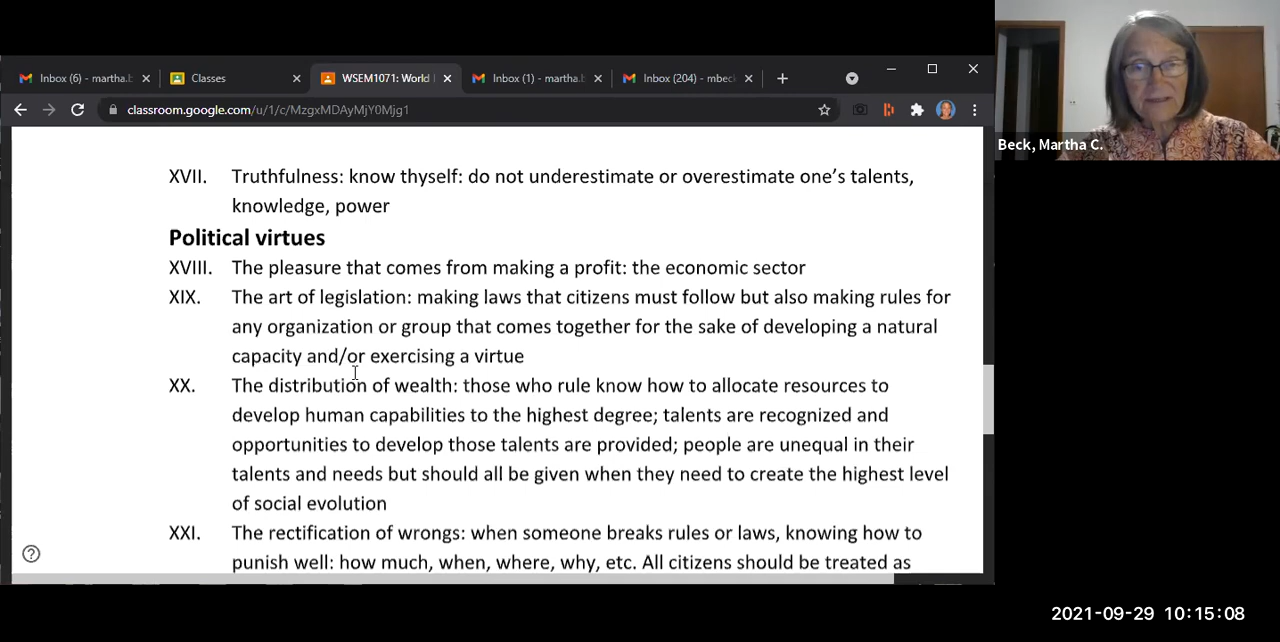 Inbox (6) - martha.b
Classes
WSEM1071: World
Inbox (1) - martha.b
Inbox (204) - mbec
classroom.google.com/u/1/c/MzgxMDAyMjY0Mjg1
Beck, Martha C.
XVII. Truthfulness: know thyself: do not underestimate or overestimate one's talents,
knowledge, power
Political virtues
XVIII. The pleasure that comes from making a profit: the economic sector
XIX. The art of legislation: making laws that citizens must follow but also making rules for
any organization or group that comes together for the sake of developing a natural
capacity and/or exercising a virtue
XX. The distribution of wealth: those who rule know how to allocate resources to
develop human capabilities to the highest degree; talents are recognized and
opportunities to develop those talents are provided; people are unequal in their
talents and needs but should all be given when they need to create the highest level
of social evolution
XXI. The rectification of wrongs: when someone breaks rules or laws, knowing how to
punish well: how much, when, where, why, etc. All citizens should be treated as
2021-09-29 10:15:08